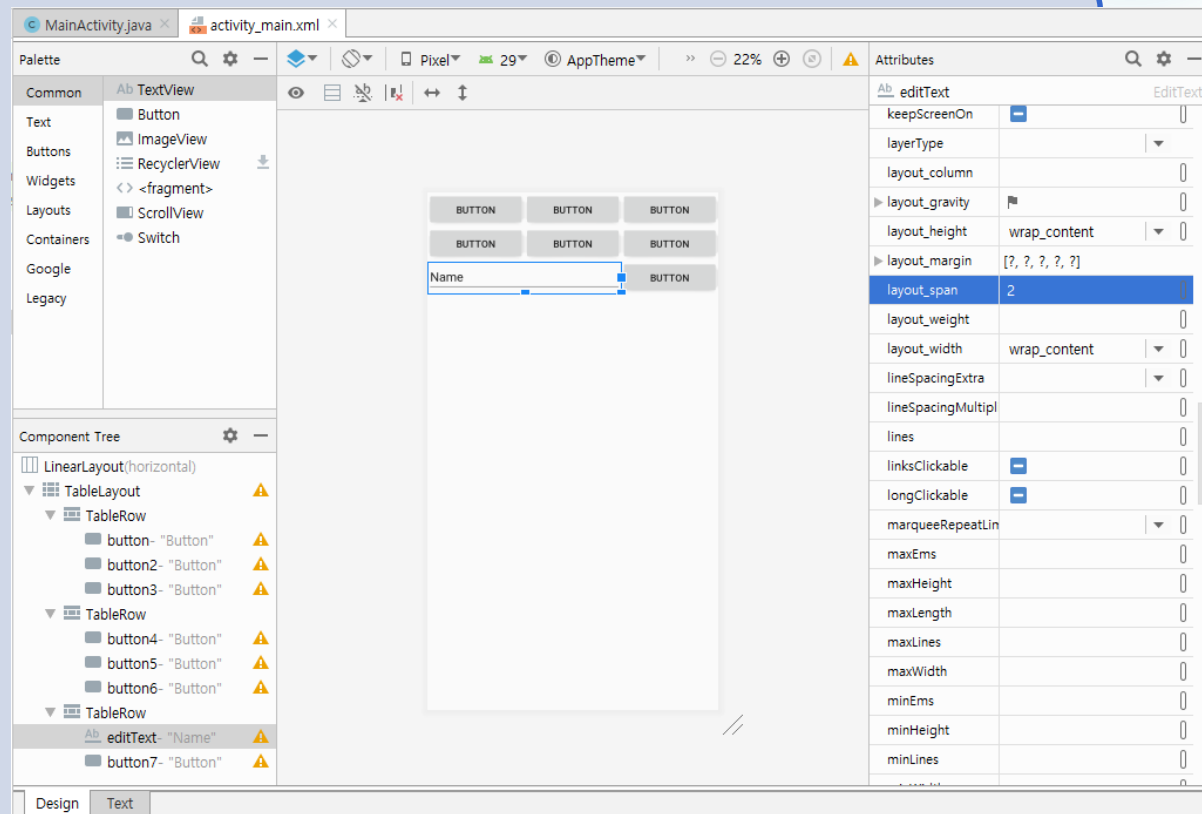 MainActivity.java
activity_main.xml
Palette
Common
Text
Buttons
Widgets
Layouts
Containers
Google
Legacy
Ab TextView
Button
ImageView
RecyclerView
<fragment>
ScrollView
Switch
Pixel
29
AppTheme
22%
BUTTON BUTTON BUTTON
BUTTON BUTTON BUTTON
Name BUTTON
Component Tree
LinearLayout(horizontal)
TableLayout
TableRow
button- "Button"
button2- "Button"
button3- "Button"
TableRow
button4- "Button"
button5- "Button"
button6- "Button"
TableRow
Ab editText- "Name"
button7- "Button"
Design Text
Attributes
Ab editText EditText
keepScreenOn
layerType
layout_column
layout_gravity
layout_height wrap_content
layout_margin [?, ?, ?, ?, ?]
layout_span 2
layout_weight
layout_width wrap_content
lineSpacingExtra
lineSpacingMultipl
lines
linksClickable
longClickable
marqueeRepeatLim
maxEms
maxHeight
maxLength
maxLines
maxWidth
minEms
minHeight
minLines